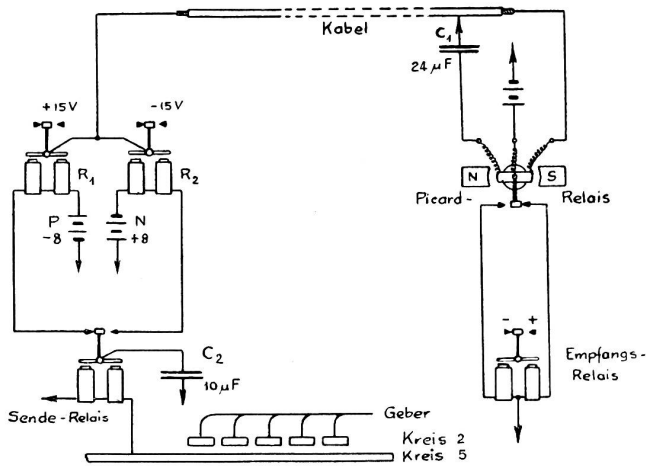 Kabel
C₁
24 µF
+15V
-15V
R₁
R₂
P
-8
N
+8
N
S
Picard-
Relais
C₂
10µF
Sende-Relais
- +
Empfangs-
Relais
Geber
Kreis 2
Kreis 5